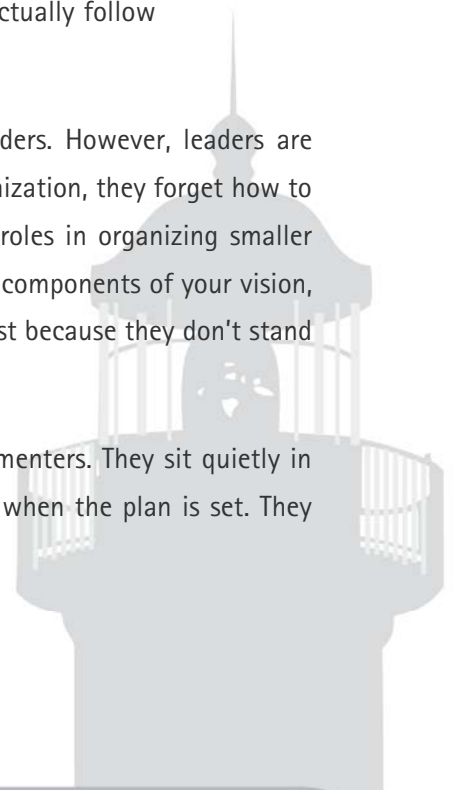 ctually follow
ders. However, leaders are
nization, they forget how to
roles in organizing smaller
components of your vision,
st because they don't stand
menters. They sit quietly in
when the plan is set. They